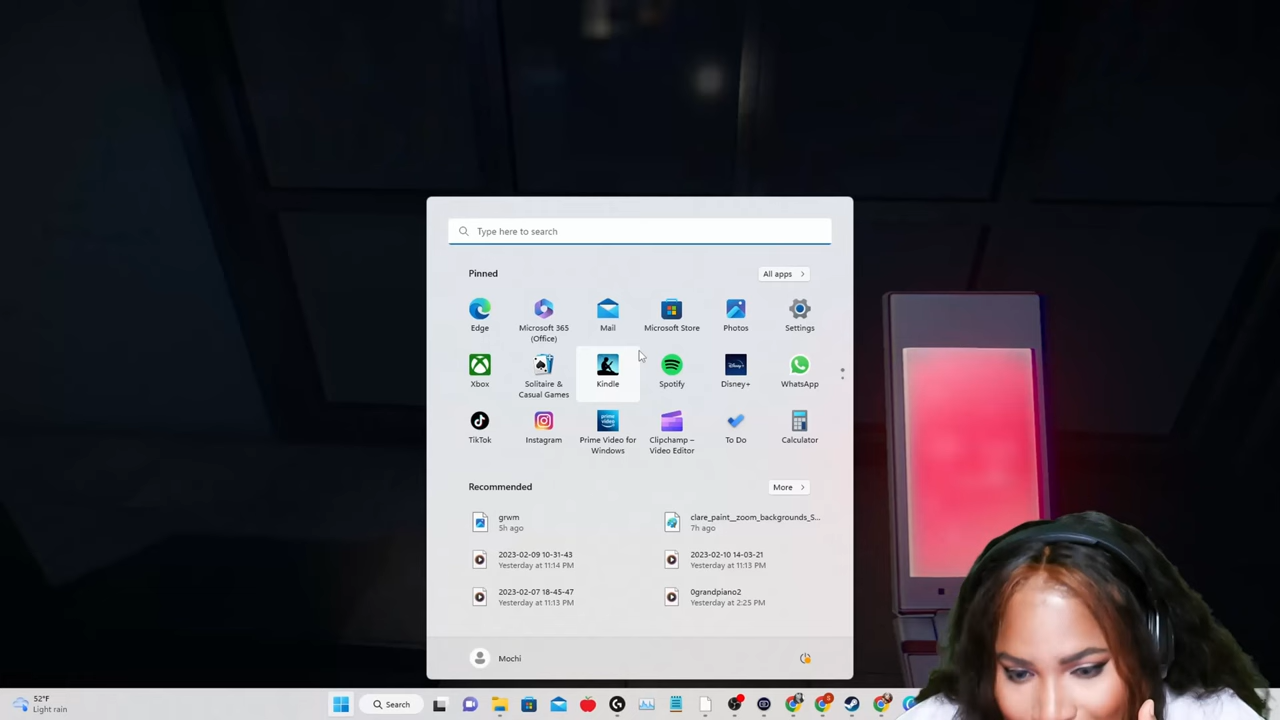 Type here to search
Pinned
All apps
Edge
Microsoft 365
(Office)
Mail
Microsoft Store
Photos
Settings
Xbox
Solitaire &
Casual Games
Kindle
Spotify
Disney+
WhatsApp
TikTok
Instagram
Prime Video for
Windows
Clipchamp –
Video Editor
To Do
Calculator
Recommended
More
grwm
5h ago
clare_paint__zoom_backgrounds_S...
7h ago
2023-02-09 10-31-43
Yesterday at 11:14 PM
2023-02-10 14-03-21
Yesterday at 11:13 PM
2023-02-07 18-45-47
Yesterday at 11:13 PM
0grandpiano2
Yesterday at 2:25 PM
Mochi
52°F
Light rain
Search